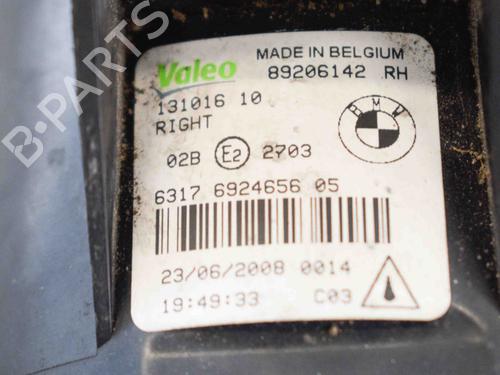 Valeo
MADE IN BELGIUM
89206142 RH
131016 10
RIGHT
BMW
02B E2 2703
6317 6924656 05
23/06/2008 0014
19:49:33 C03